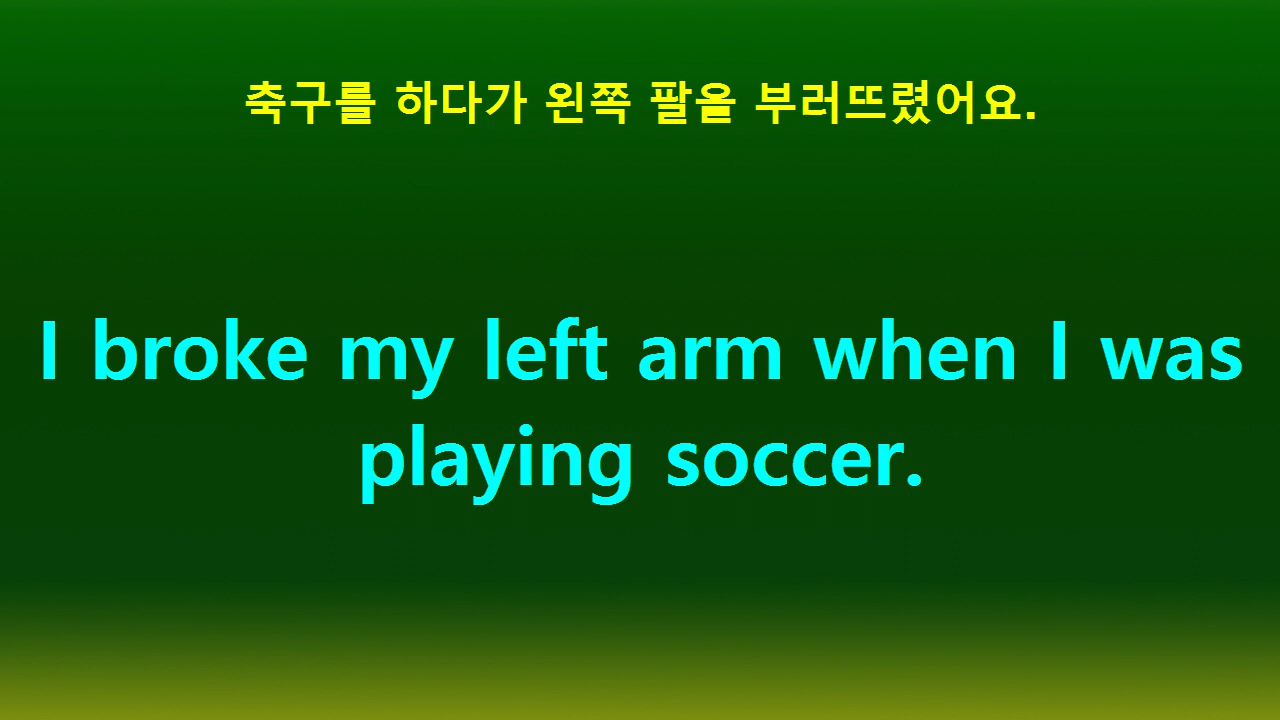 축구를 하다가 왼쪽 팔을 부러뜨렸어요.
I broke my left arm when I was
playing soccer.